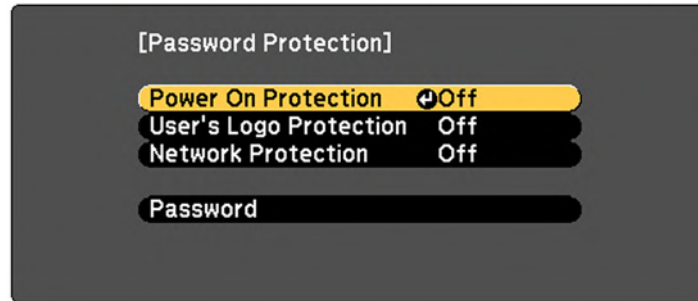 [Password Protection]
Power On Protection Off
User's Logo Protection Off
Network Protection Off
Password